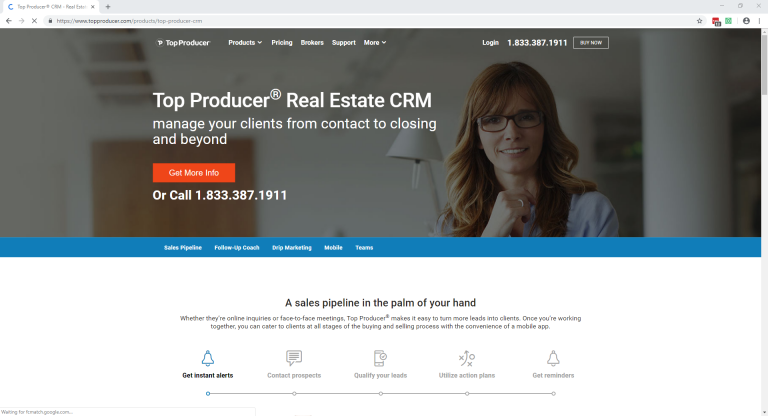 Top Producer® CRM - Real Esta
https://www.topproducer.com/products/top-producer-crm
Top Producer
Products Pricing Brokers Support More
Login 1.833.387.1911 BUY NOW
Top Producer® Real Estate CRM
manage your clients from contact to closing
and beyond
Get More Info
Or Call 1.833.387.1911
Sales Pipeline Follow-Up Coach Drip Marketing Mobile Teams
A sales pipeline in the palm of your hand
Whether they're online inquiries or face-to-face meetings, Top Producer® makes it easy to turn more leads into clients. Once you're working
together, you can cater to clients at all stages of the buying and selling process with the convenience of a mobile app.
Get instant alerts Contact prospects Qualify your leads Utilize action plans Get reminders
Waiting for fcmatch.google.com...